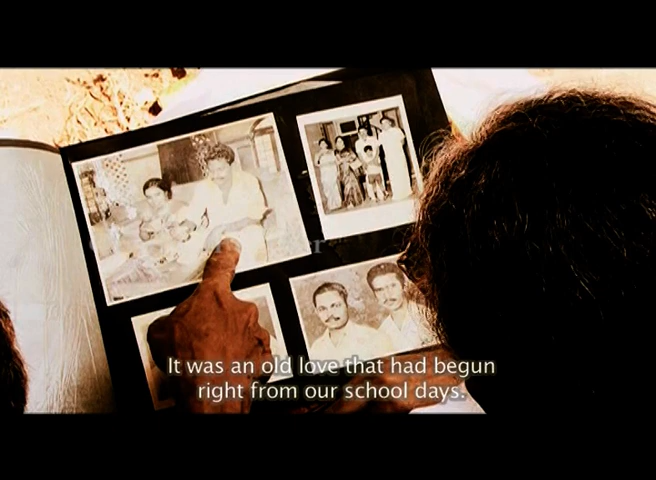 It was an old love that had begun
right from our school days.